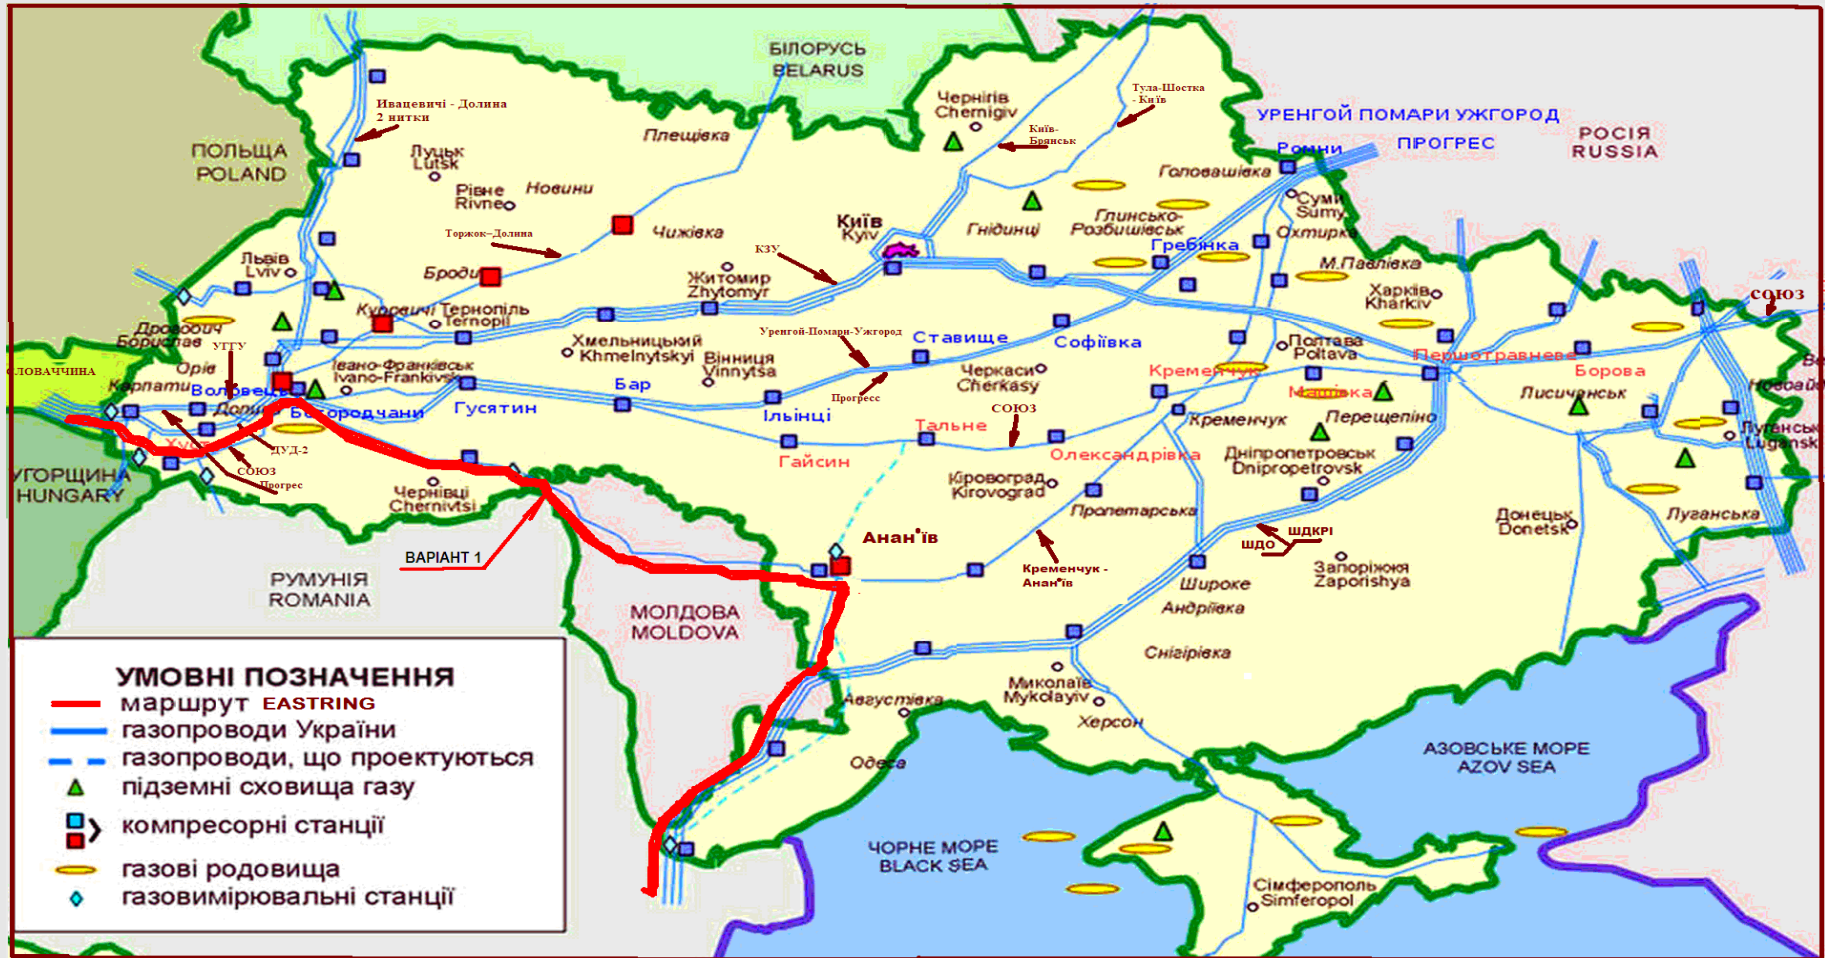 БІЛОРУСЬ
BELARUS
Ивацевичі - Долина
2 нитки
Чернігів
Chernigiv
Тула-Шостка
- Київ
УРЕНГОЙ ПОМАРИ УЖГОРОД
ПРОГРЕС
РОСІЯ
RUSSIA
Плещівка
Київ-
Брянськ
ПОЛЬЩА
POLAND
Луцьк
Lutsk
Ромни
Головашівка
Рівне
Rivne
Новини
Суми
Sumy
Київ
Kyiv
Гнідинці
Глинсько-
Розбишівськ
Охтирка
Торжок–Долина
Чижівка
КЗУ
Гребінка
Львів
Lviv
Броди
Житомир
Zhytomyr
М.Павлівка
Харків
Kharkiv
СОЮЗ
Куровичі
Тернопіль
Ternopil
Дрогобич
Борислав
УГГУ
Хмельницький
Khmelnytskyi
Уренгой-Помари-Ужгород
Ставище
Софіївка
Полтава
Poltava
Першотравневе
Орів
Івано-Франківськ
Ivano-Frankivsk
Вінниця
Vinnytsa
Черкаси
Cherkasy
Кременчук
Борова
Карпати
Воловець
Долина
Богородчани
Гусятин
Бар
Прогресс
Ільінці
Машівка
Лисичанськ
СОЮЗ
Тальне
Кременчук
Перещепіно
Хуст
ДУД-2
СОЮЗ
Прогрес
Гайсин
Олександрівка
Дніпропетровськ
Dnipropetrovsk
Луганськ
Lugansk
УГОРЩИНА
HUNGARY
Чернівці
Chernivtsi
Кіровоград
Kirovograd
Пролетарська
Донецьк
Donetsk
Луганська
ВАРІАНТ 1
Анан'їв
ШДО
ШДКРІ
Кременчук -
Анан'їв
Запоріжжя
Zaporishya
РУМУНІЯ
ROMANIA
Широке
Андріївка
МОЛДОВА
MOLDOVA
Снігірівка
Миколаїв
Mykolayiv
Августівка
Херсон
Одеса
АЗОВСЬКЕ МОРЕ
AZOV SEA
ЧОРНЕ МОРЕ
BLACK SEA
Сімферополь
Simferopol
УМОВНІ ПОЗНАЧЕННЯ
маршрут EASTRING
газопроводи України
газопроводи, що проектуються
підземні сховища газу
компресорні станції
газові родовища
газовимірювальні станції